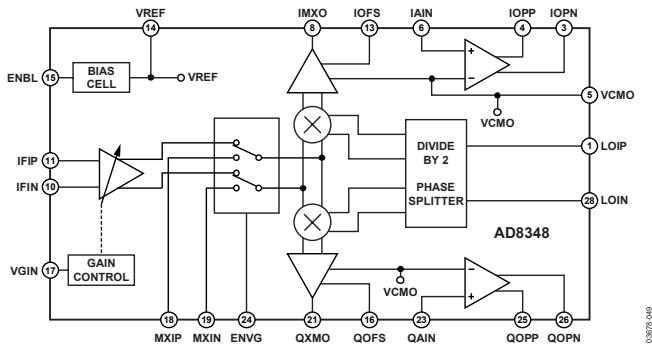 VREF IMXO IOFS IAIN IOPP IOPN
14 8 13 6 4 3
ENBL 15 BIAS CELL VREF
5 VCMO
VCMO
DIVIDE BY 2
PHASE SPLITTER
1 LOIP
IFIP 11
IFIN 10
28 LOIN
AD8348
VGIN 17 GAIN CONTROL
VCMO
18 19 24 21 16 23 25 26
MXIP MXIN ENVG QXMO QOFS QAIN QOPP QOPN
+
−
−
+
03678-049